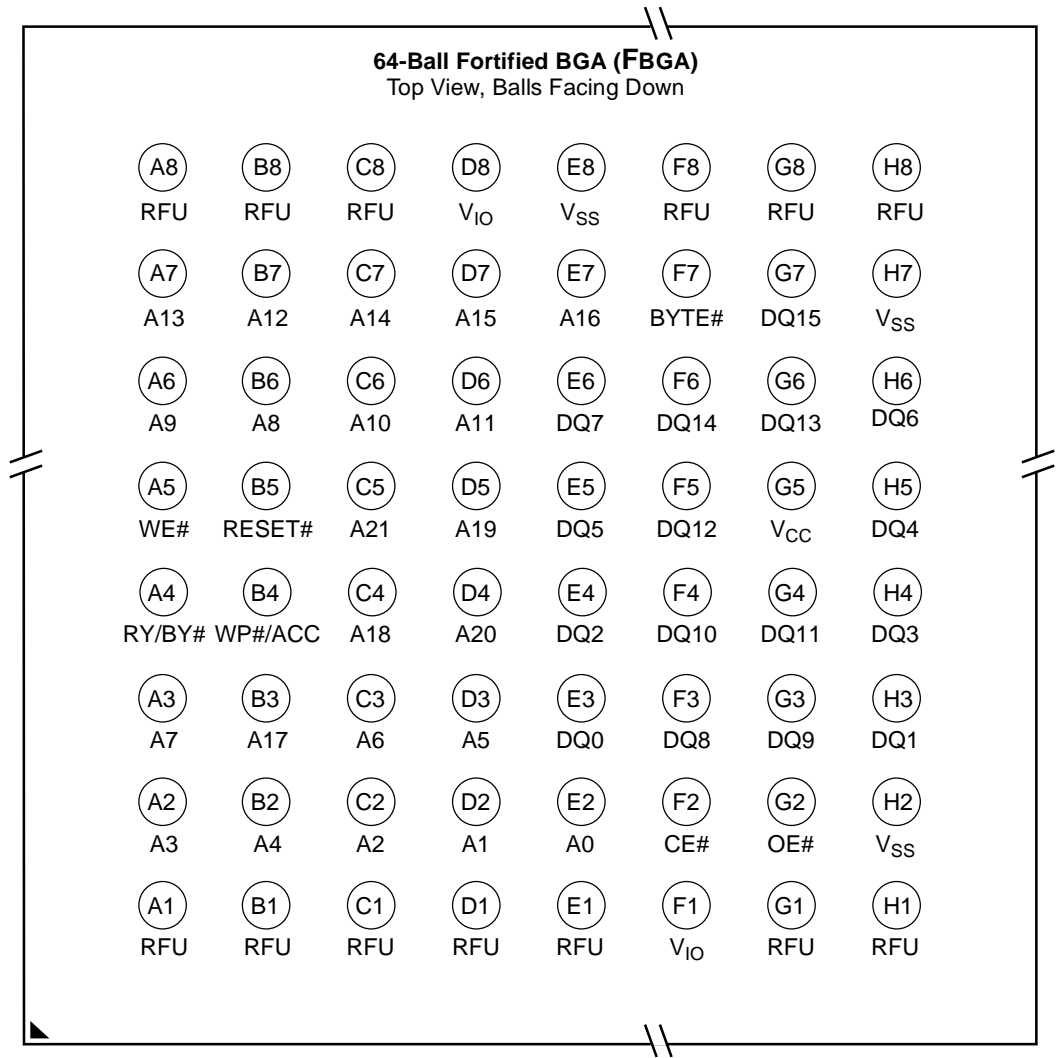 64-Ball Fortified BGA (FBGA)
Top View, Balls Facing Down
A8 B8 C8 D8 E8 F8 G8 H8
RFU RFU RFU VIO VSS RFU RFU RFU
A7 B7 C7 D7 E7 F7 G7 H7
A13 A12 A14 A15 A16 BYTE# DQ15 VSS
A6 B6 C6 D6 E6 F6 G6 H6
A9 A8 A10 A11 DQ7 DQ14 DQ13 DQ6
A5 B5 C5 D5 E5 F5 G5 H5
WE# RESET# A21 A19 DQ5 DQ12 VCC DQ4
A4 B4 C4 D4 E4 F4 G4 H4
RY/BY# WP#/ACC A18 A20 DQ2 DQ10 DQ11 DQ3
A3 B3 C3 D3 E3 F3 G3 H3
A7 A17 A6 A5 DQ0 DQ8 DQ9 DQ1
A2 B2 C2 D2 E2 F2 G2 H2
A3 A4 A2 A1 A0 CE# OE# VSS
A1 B1 C1 D1 E1 F1 G1 H1
RFU RFU RFU RFU RFU VIO RFU RFU